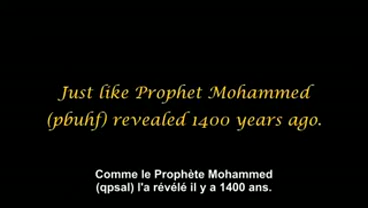 Just like Prophet Mohammed
(pbuhf) revealed 1400 years ago.
Comme le Prophète Mohammed
(qpsal) l'a révélé il y a 1400 ans.